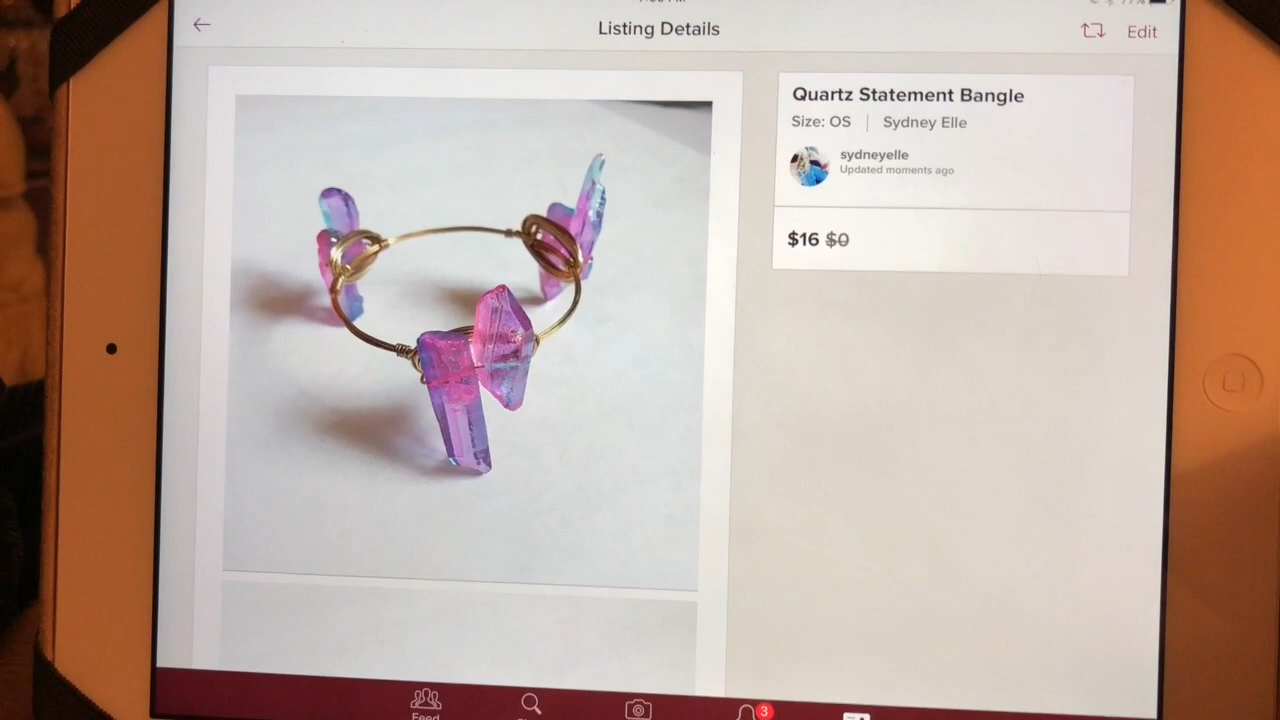 Listing Details
Edit
Quartz Statement Bangle
Size: OS | Sydney Elle
sydneyelle
Updated moments ago
$16 $0
3
Feed